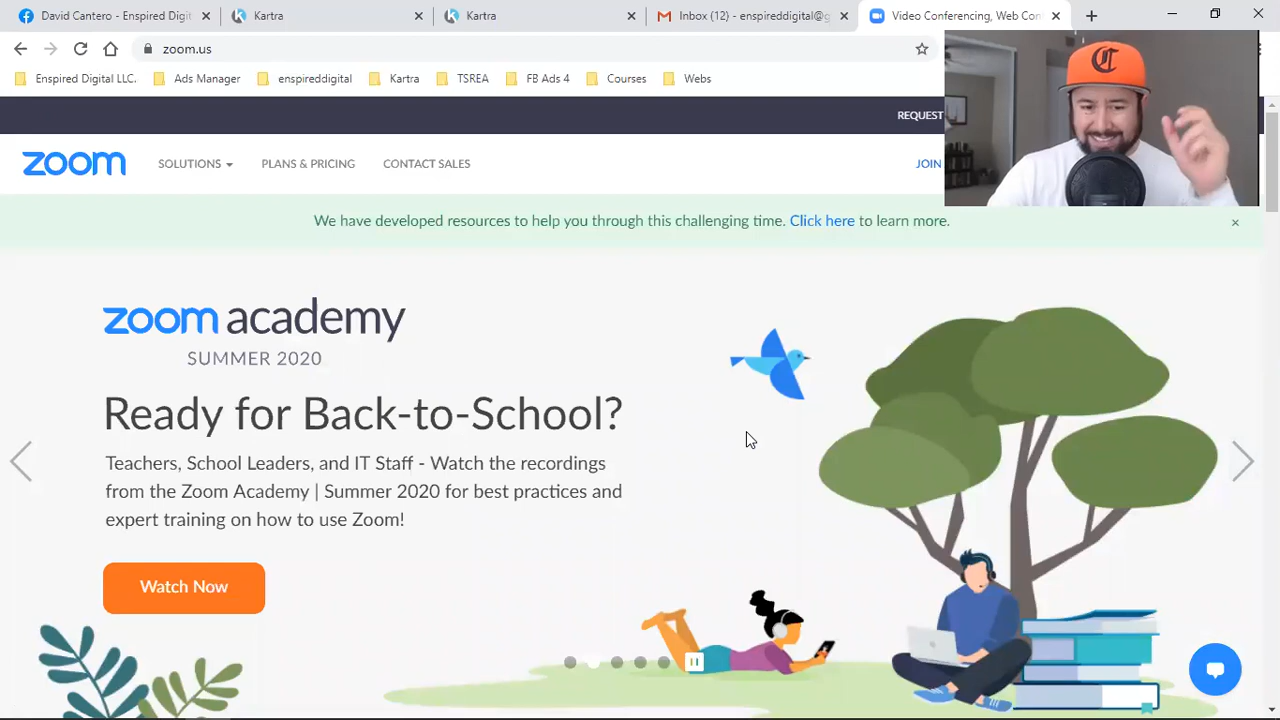 David Cantero - Enspired Digit
Kartra
Kartra
Inbox (12) - enspireddigital@g
Video Conferencing, Web Con
zoom.us
Enspired Digital LLC.
Ads Manager
enspireddigital
Kartra
TSREA
FB Ads 4
Courses
Webs
REQUEST
zoom
SOLUTIONS
PLANS & PRICING
CONTACT SALES
JOIN
We have developed resources to help you through this challenging time. Click here to learn more.
zoom academy
SUMMER 2020
Ready for Back-to-School?
Teachers, School Leaders, and IT Staff - Watch the recordings
from the Zoom Academy | Summer 2020 for best practices and
expert training on how to use Zoom!
Watch Now